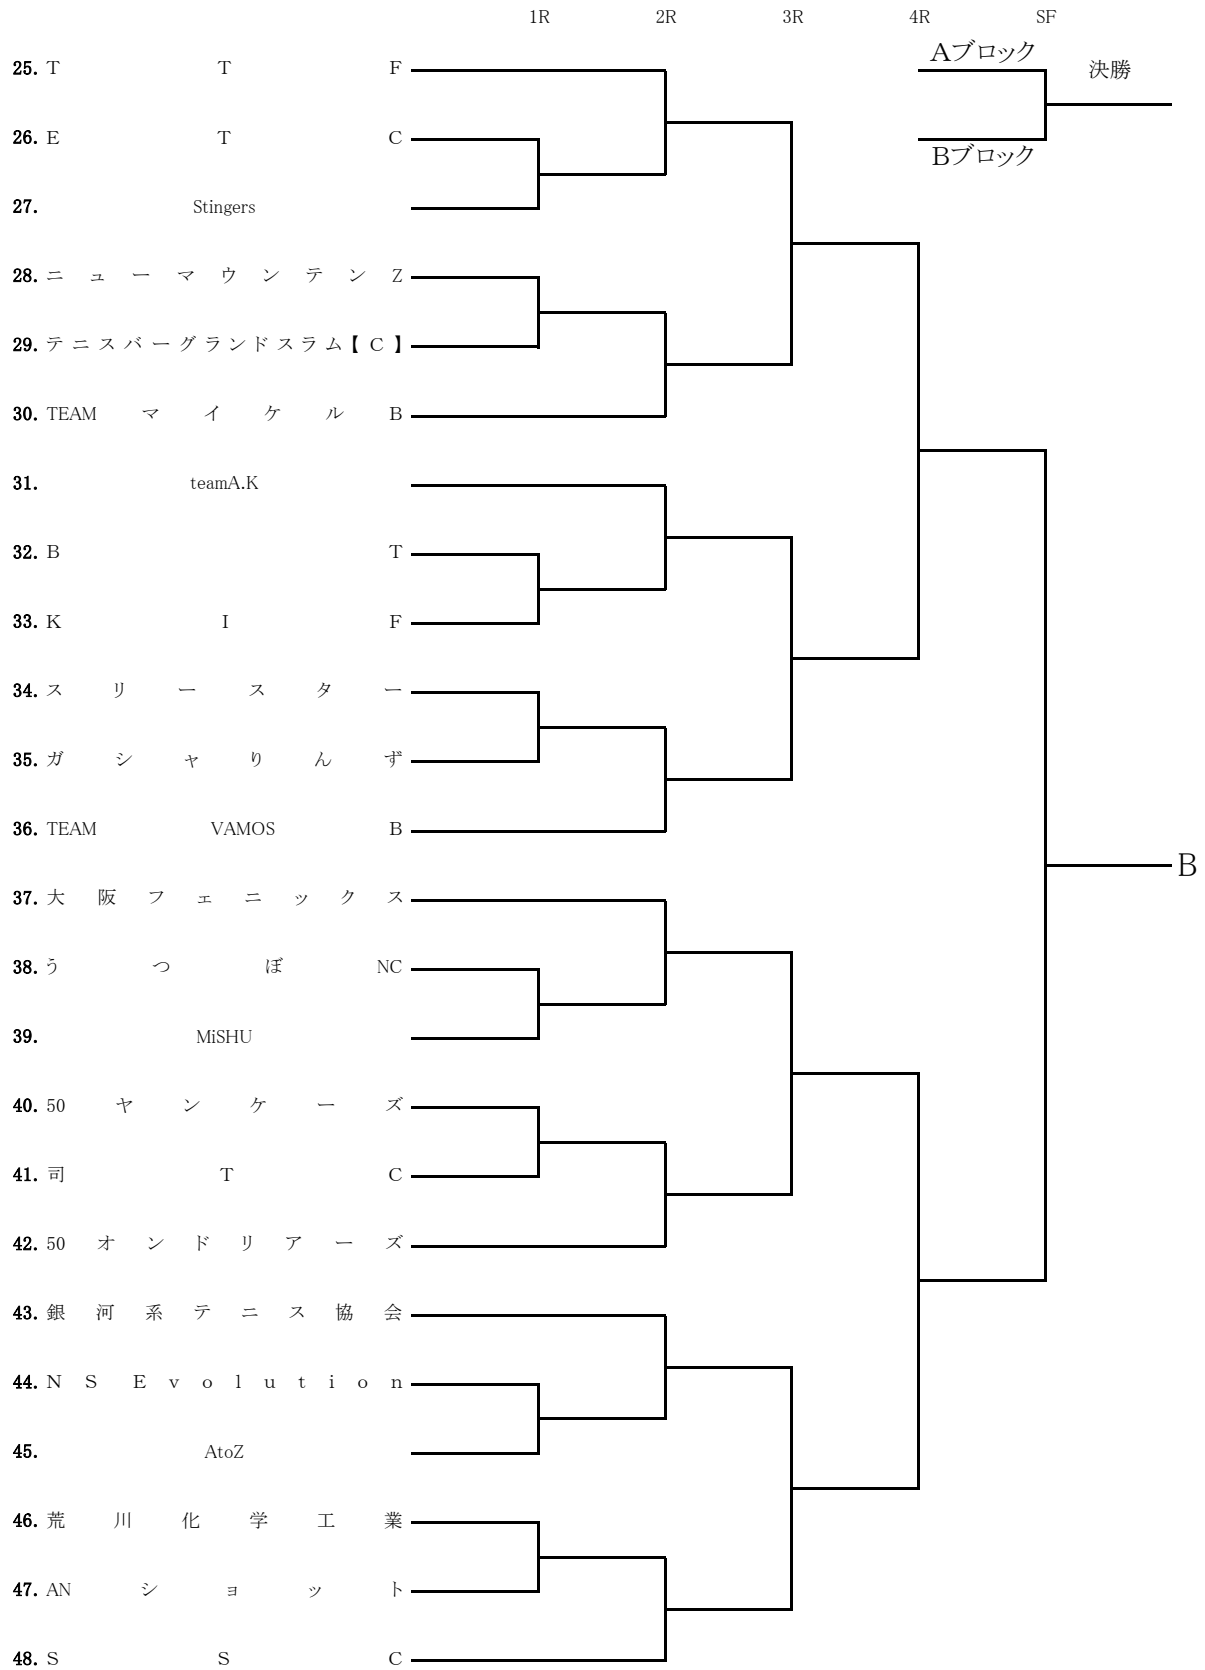 1R 2R 3R 4R SF
Aブロック
25. T T F 決勝
26. E T C
Bブロック
27. Stingers
28. ニューマウンテンZ
29. テニスバーグランドスラム【C】
30. TEAM マイケル B
31. teamA.K
32. B T
33. K I F
34. スリースター
35. ガシャりんず
36. TEAM VAMOS B
B
37. 大阪フェニックス
38. うつぼ NC
39. MiSHU
40. 50 ヤンケーズ
41. 司 T C
42. 50 オンドリアーズ
43. 銀河系テニス協会
44. NS Evolution
45. AtoZ
46. 荒川化学工業
47. AN ショット
48. S S C